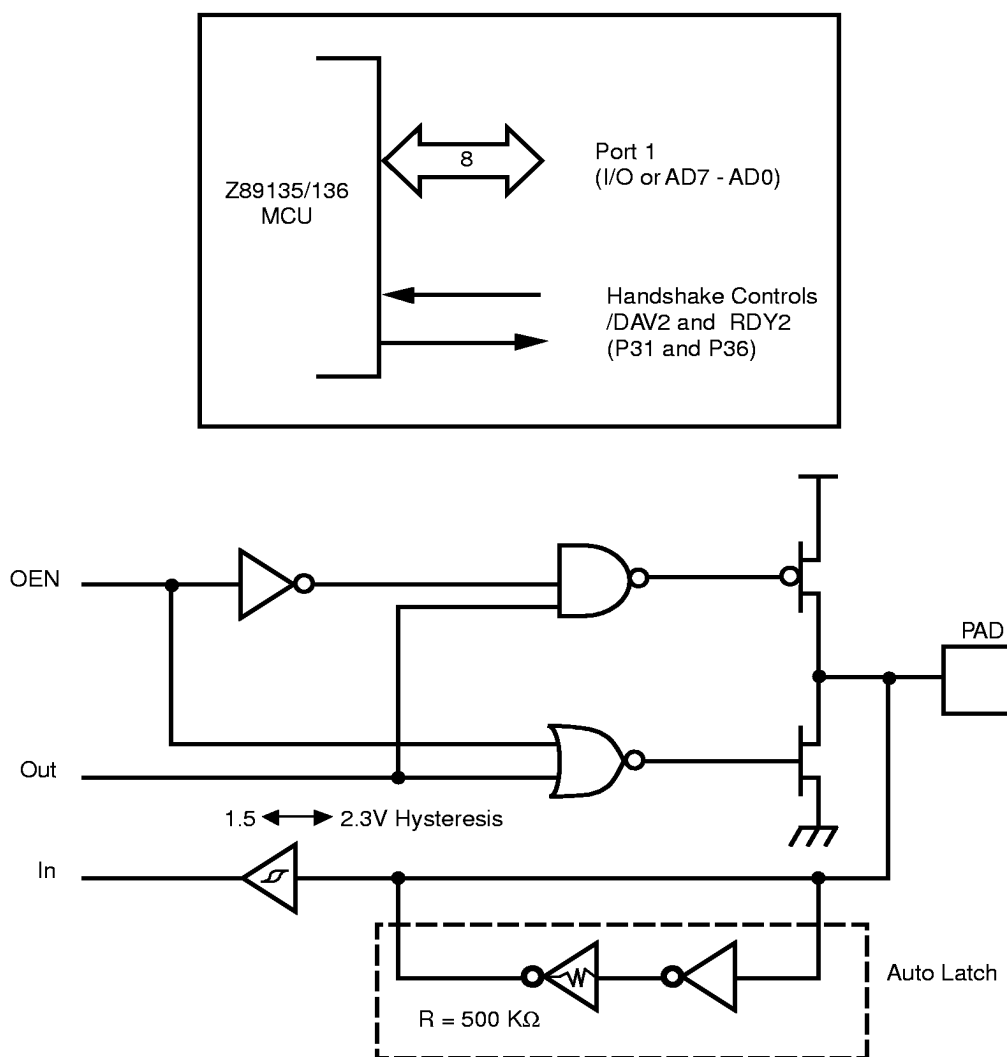 Z89135/136
MCU
8
Port 1
(I/O or AD7 - AD0)
Handshake Controls
/DAV2 and RDY2
(P31 and P36)
OEN
PAD
Out
1.5 2.3V Hysteresis
In
Auto Latch
R = 500 KΩ